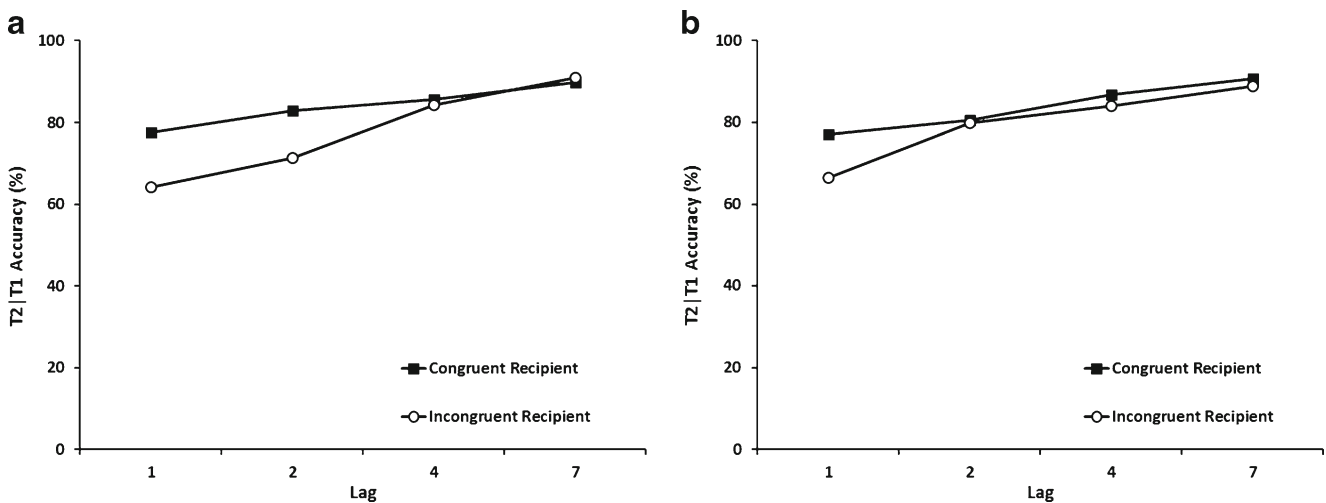 a
100
80
60
40
20
0
T2|T1 Accuracy (%)
Congruent Recipient
Incongruent Recipient
1 2 4 7
Lag
b
100
80
60
40
20
0
T2|T1 Accuracy (%)
Congruent Recipient
Incongruent Recipient
1 2 4 7
Lag